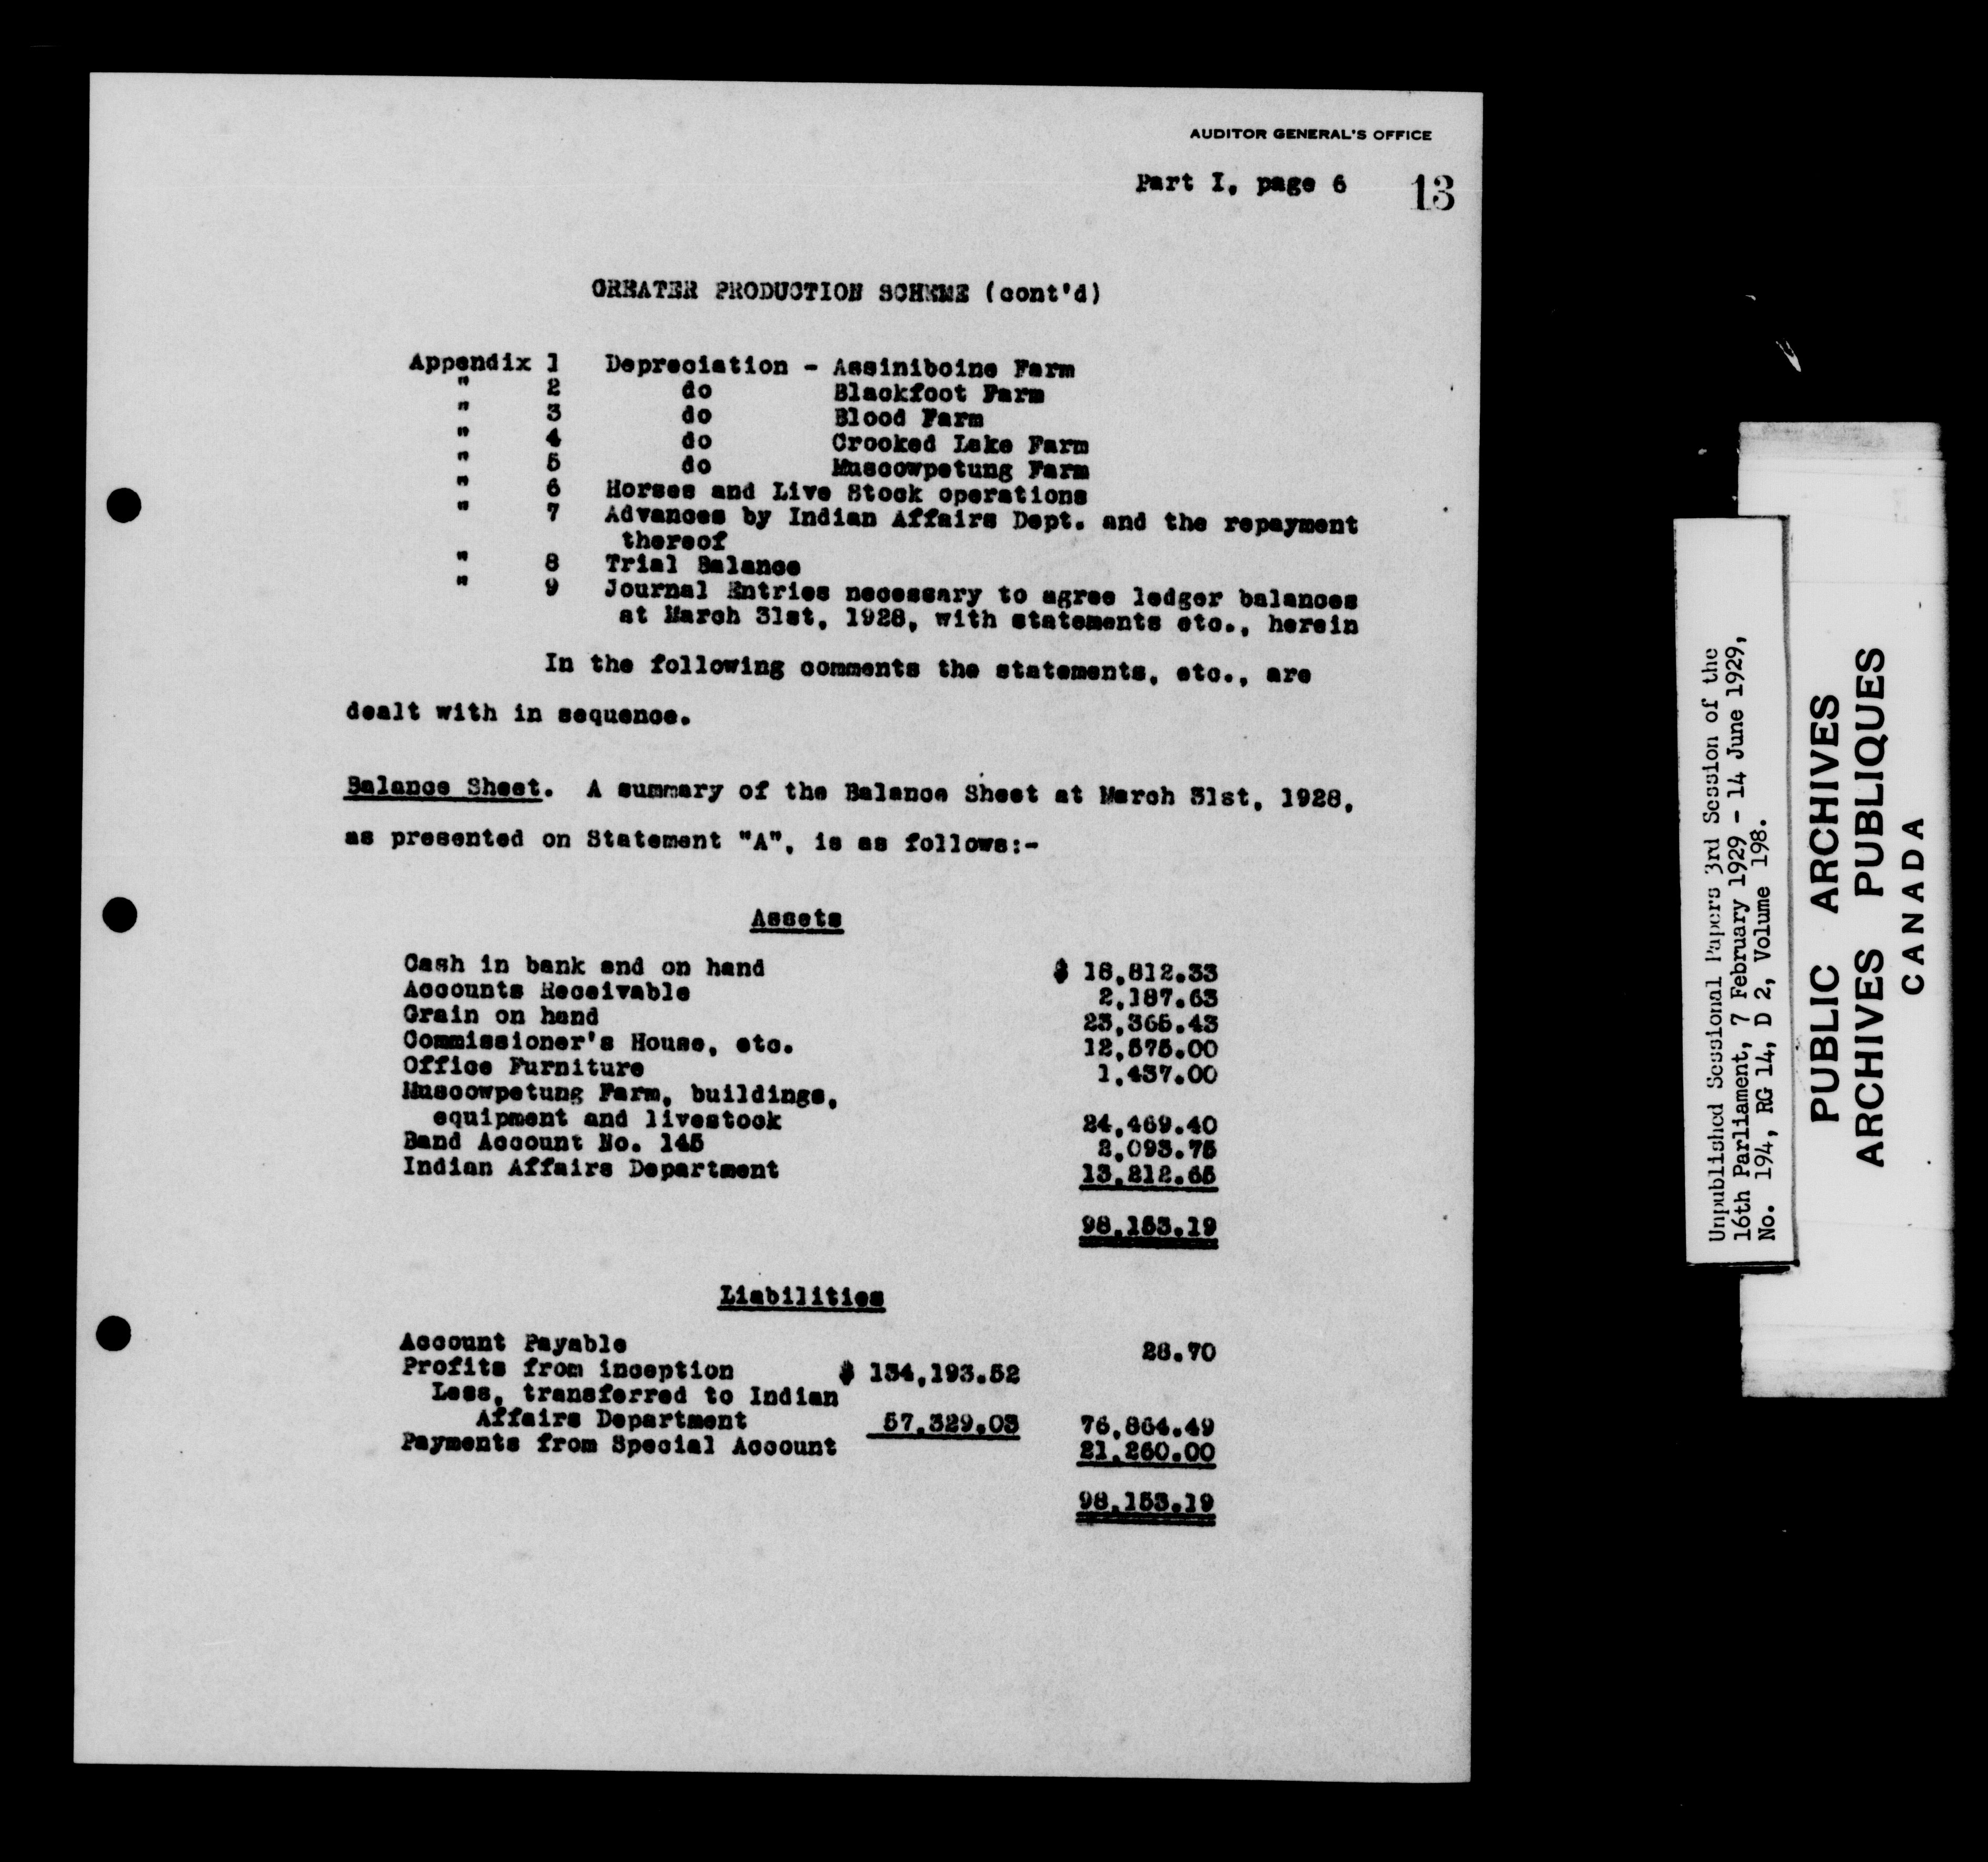 AUDITOR GENERAL'S OFFICE
Part I, page 6 13
GREATER PRODUCTION SCHEME (cont'd)
Appendix 1 Depreciation - Assiniboine Farm
" 2 do Blackfoot Farm
" 3 do Blood Farm
" 4 do Crooked Lake Farm
" 5 do Muscowpetung Farm
" 6 Horses and Live Stock operations
" 7 Advances by Indian Affairs Dept. and the repayment
thereof
" 8 Trial Balance
" 9 Journal Entries necessary to agree ledger balances
at March 31st, 1928, with statements etc., herein
In the following comments the statements, etc., are
dealt with in sequence.
Balance Sheet. A summary of the Balance Sheet at March 31st, 1928,
as presented on Statement "A", is as follows:-
Assets
Cash in bank and on hand $ 18,812.33
Accounts Receivable 2,187.63
Grain on hand 23,365.43
Commissioner's House, etc. 12,575.00
Office Furniture 1,437.00
Muscowpetung Farm, buildings,
equipment and livestock 24,469.40
Band Account No. 145 2,093.75
Indian Affairs Department 13,212.65
98,153.19
Liabilities
Account Payable 28.70
Profits from inception $ 134,193.52
Less, transferred to Indian
Affairs Department 57,329.03 76,864.49
Payments from Special Account 21,260.00
98,153.19
Unpublished Sessional Papers 3rd Session of the
16th Parliament, 7 February 1929 - 14 June 1929,
No. 194, RG 14, D 2, Volume 198.
PUBLIC ARCHIVES
ARCHIVES PUBLIQUES
CANADA